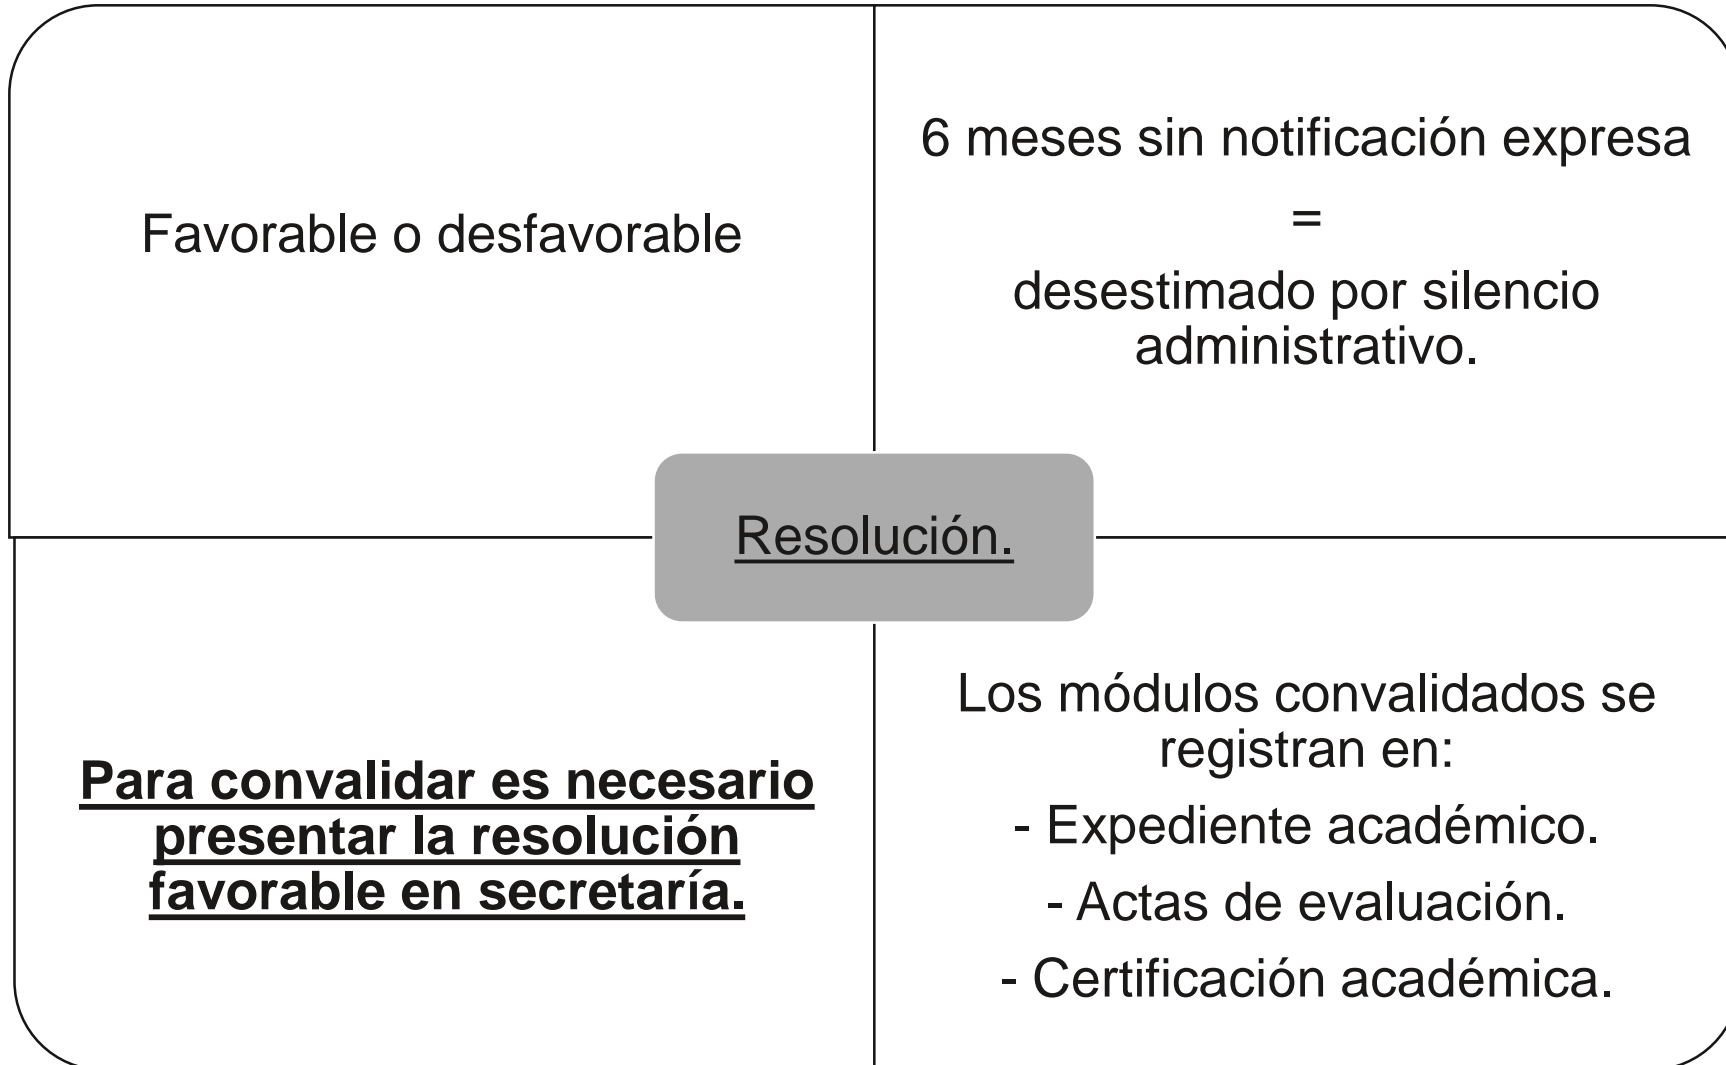 Favorable o desfavorable
6 meses sin notificación expresa
=
desestimado por silencio
administrativo.
Resolución.
Para convalidar es necesario
presentar la resolución
favorable en secretaría.
Los módulos convalidados se
registran en:
- Expediente académico.
- Actas de evaluación.
- Certificación académica.